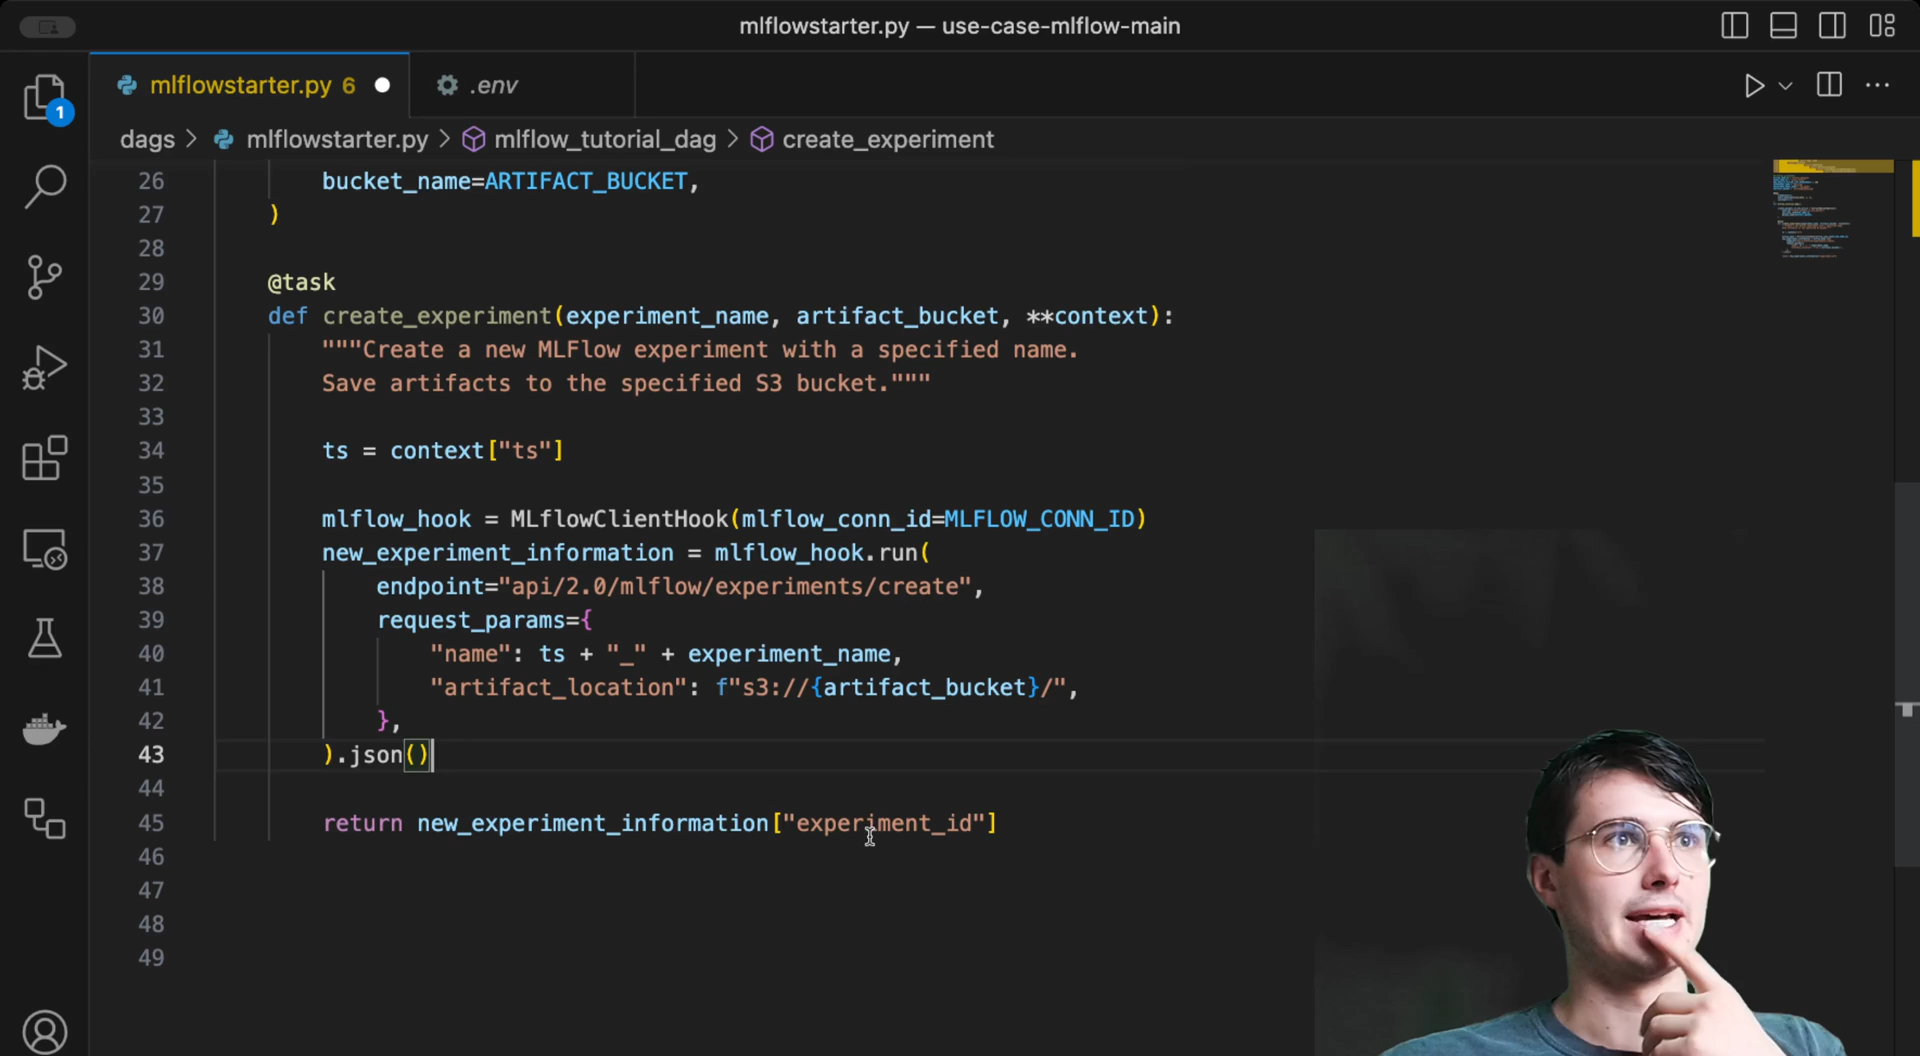 mlflowstarter.py — use-case-mlflow-main
mlflowstarter.py 6
.env
1
dags > mlflowstarter.py > mlflow_tutorial_dag > create_experiment
26 bucket_name=ARTIFACT_BUCKET,
27 )
28
29 @task
30 def create_experiment(experiment_name, artifact_bucket, **context):
31 """Create a new MLFlow experiment with a specified name.
32 Save artifacts to the specified S3 bucket."""
33
34 ts = context["ts"]
35
36 mlflow_hook = MLflowClientHook(mlflow_conn_id=MLFLOW_CONN_ID)
37 new_experiment_information = mlflow_hook.run(
38 endpoint="api/2.0/mlflow/experiments/create",
39 request_params={
40 "name": ts + "_" + experiment_name,
41 "artifact_location": f"s3://{artifact_bucket}/",
42 },
43 ).json()
44
45 return new_experiment_information["experiment_id"]
46
47
48
49